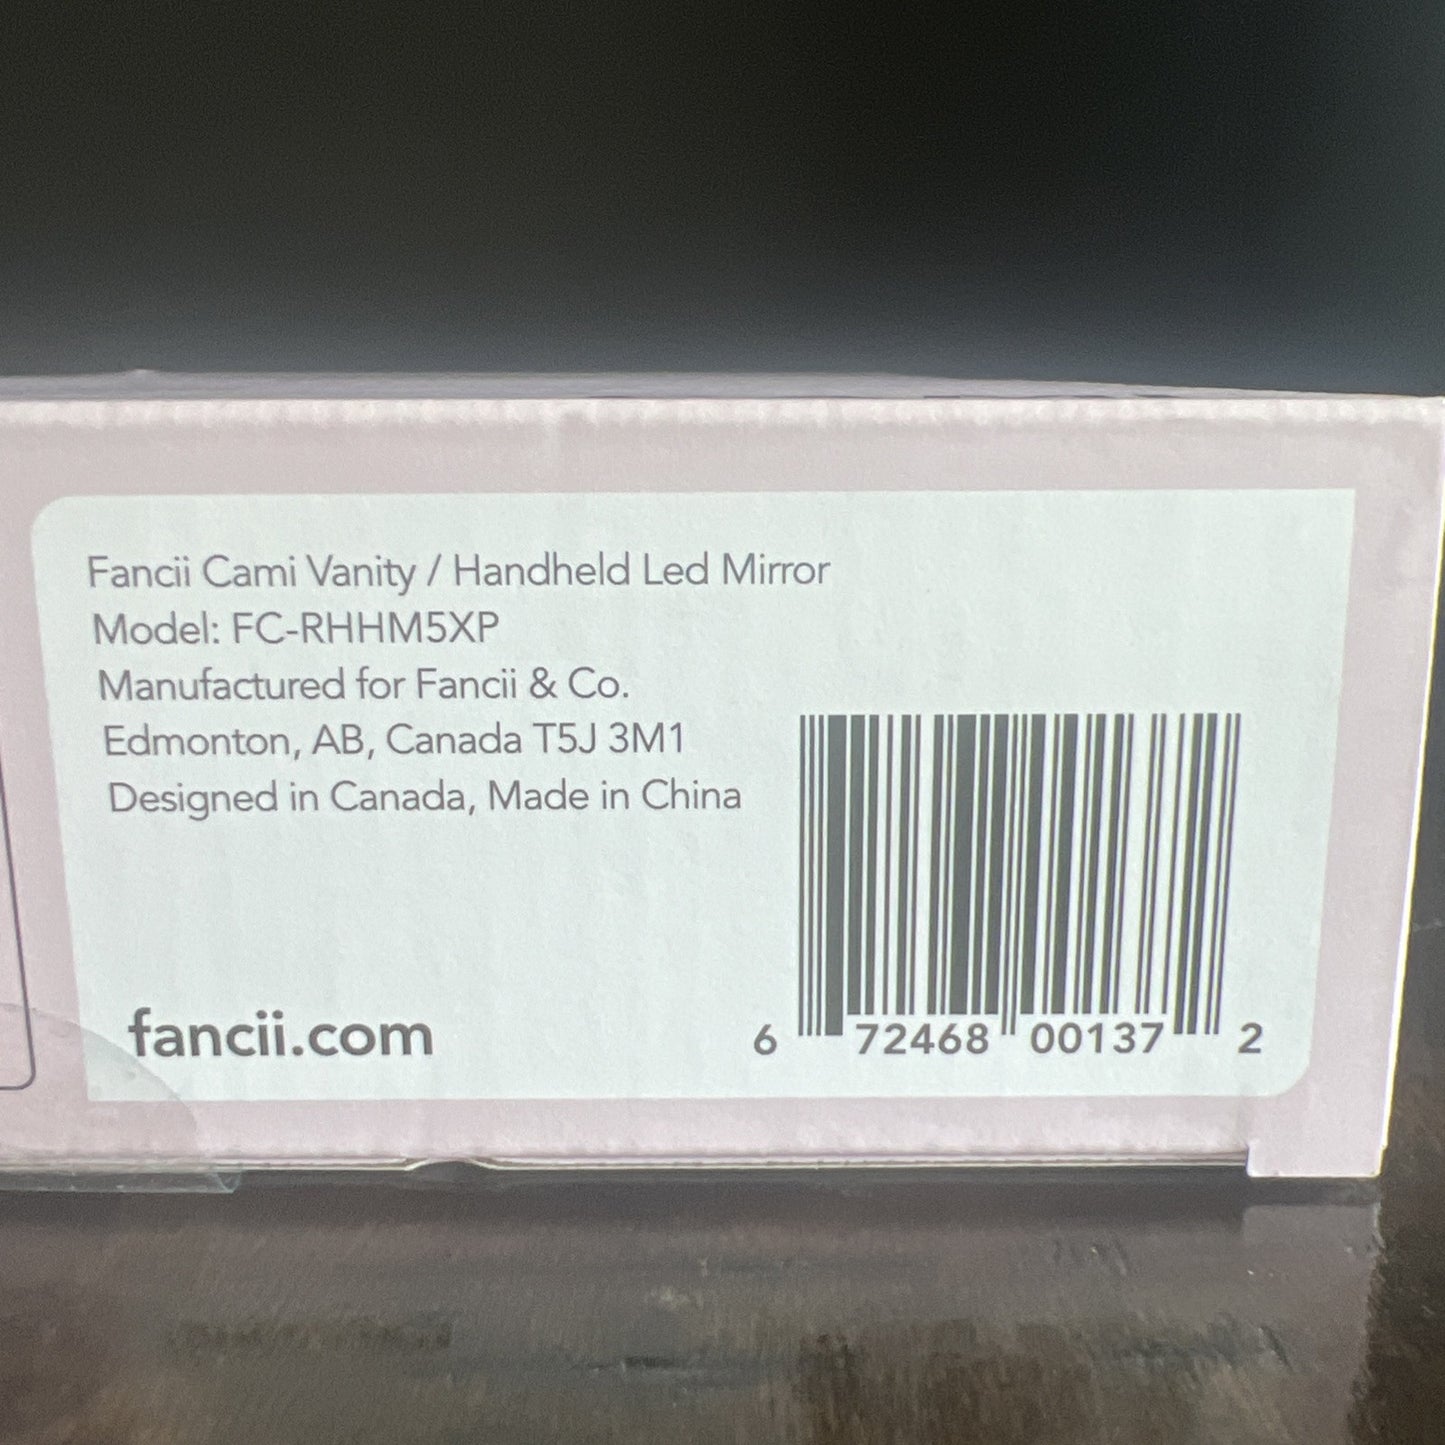 Fancii Cami Vanity / Handheld Led Mirror
Model: FC-RHHM5XP
Manufactured for Fancii & Co.
Edmonton, AB, Canada T5J 3M1
Designed in Canada, Made in China
fancii.com
6 72468 00137 2